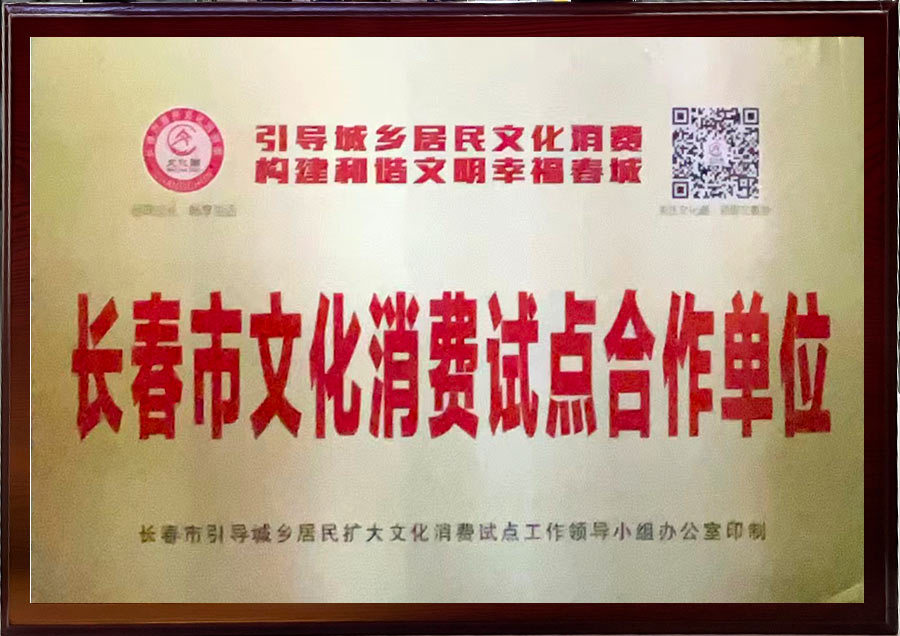 引导城乡居民文化消费
构建和谐文明幸福春城
文化圈
长春市文化消费试点合作单位
长春市引导城乡居民扩大文化消费试点工作领导小组办公室印制